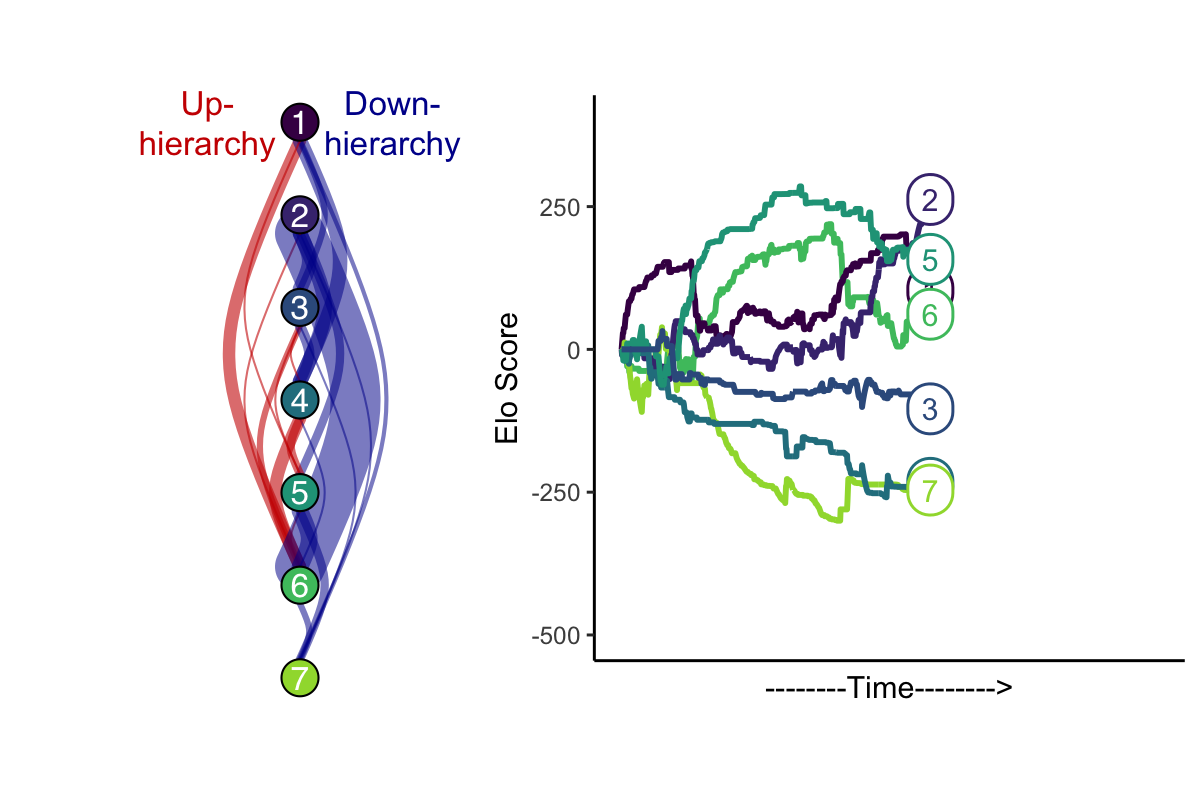 Up-
hierarchy
Down-
hierarchy
1
2
3
4
5
6
7
Elo Score
250
0
-250
-500
2
5
6
3
7
--------Time-------->